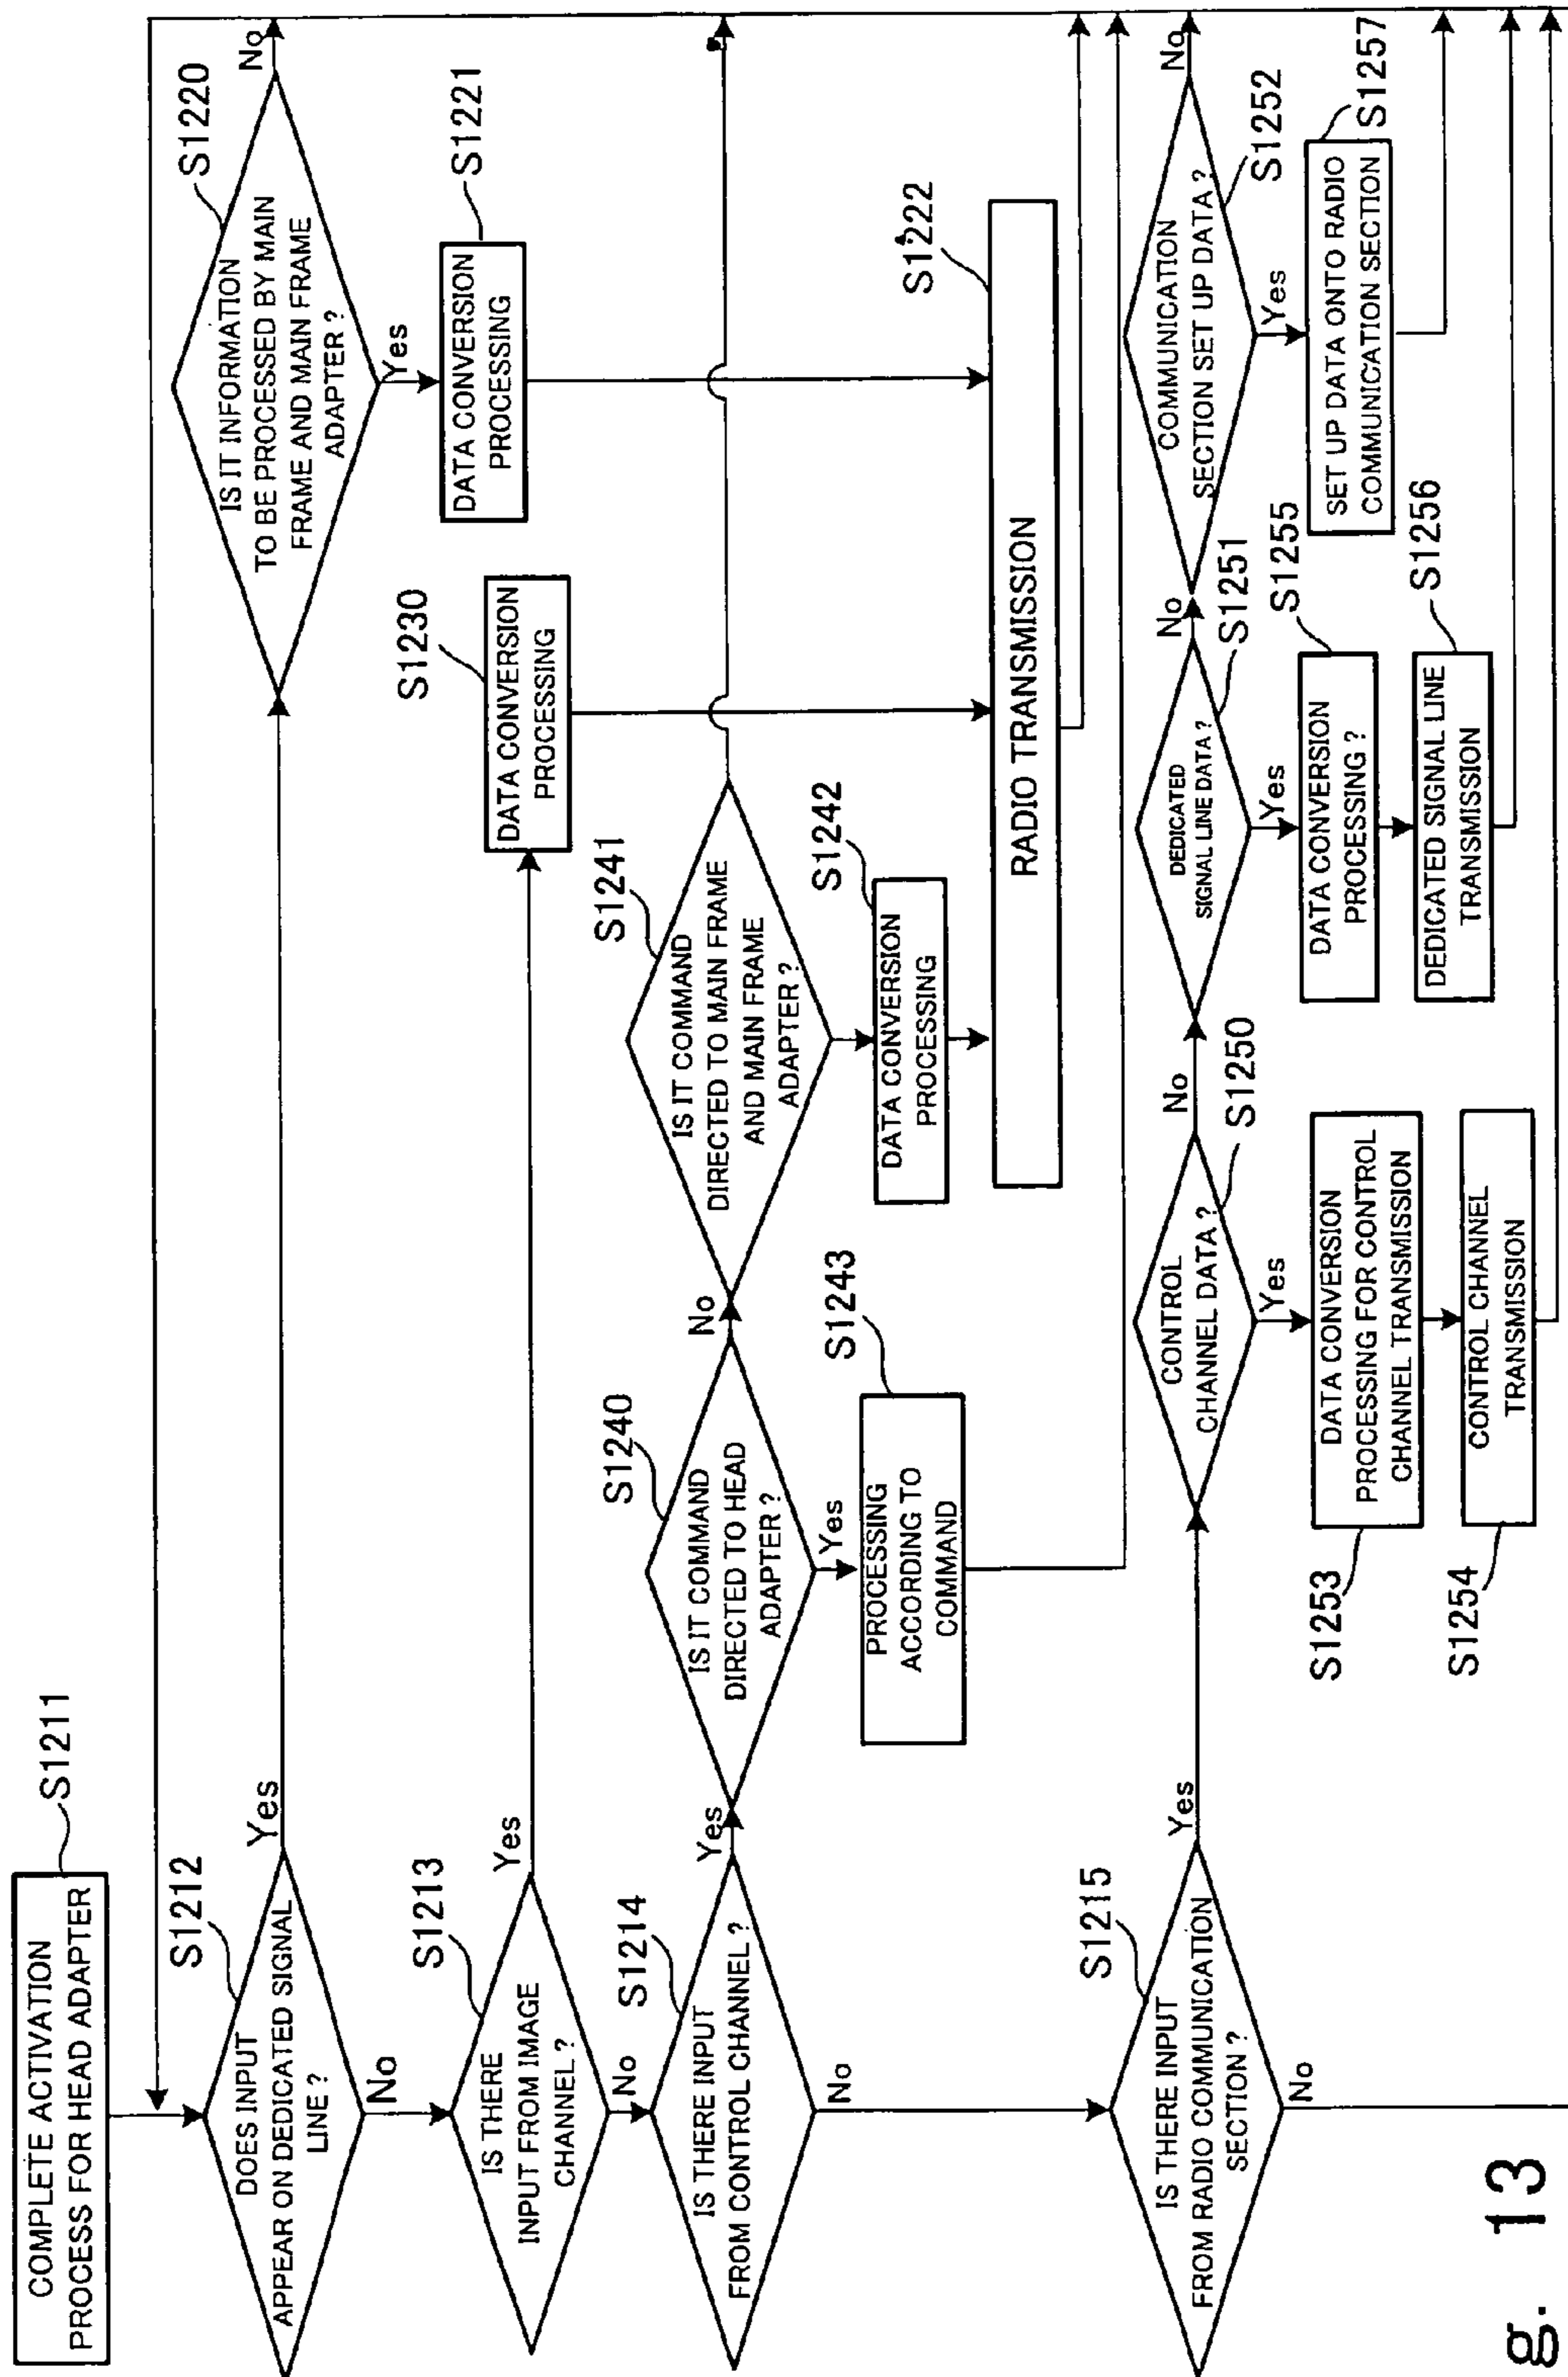 COMPLETE ACTIVATION
PROCESS FOR HEAD ADAPTER
S1211
DOES INPUT
APPEAR ON DEDICATED SIGNAL
LINE?
S1212
Yes
No
IS IT INFORMATION
TO BE PROCESSED BY MAIN
FRAME AND MAIN FRAME
ADAPTER?
S1220
No
Yes
DATA CONVERSION
PROCESSING
S1221
IS THERE
INPUT FROM IMAGE
CHANNEL?
S1213
Yes
No
DATA CONVERSION
PROCESSING
S1230
IS THERE INPUT
FROM CONTROL CHANNEL?
S1214
Yes
No
IS IT COMMAND
DIRECTED TO HEAD
ADAPTER?
S1240
No
Yes
PROCESSING
ACCORDING TO
COMMAND
S1243
IS IT COMMAND
DIRECTED TO MAIN FRAME
AND MAIN FRAME
ADAPTER?
S1241
DATA CONVERSION
PROCESSING
S1242
RADIO TRANSMISSION
S1222
IS THERE INPUT
FROM RADIO COMMUNICATION
SECTION?
S1215
Yes
No
CONTROL
CHANNEL DATA?
S1250
No
Yes
DATA CONVERSION
PROCESSING FOR CONTROL
CHANNEL TRANSMISSION
S1253
CONTROL CHANNEL
TRANSMISSION
S1254
DEDICATED
SIGNAL LINE DATA?
S1251
No
Yes
DATA CONVERSION
PROCESSING?
S1255
DEDICATED SIGNAL LINE
TRANSMISSION
S1256
COMMUNICATION
SECTION SET UP DATA?
S1252
No
Yes
SET UP DATA ONTO RADIO
COMMUNICATION SECTION
S1257
g. 13